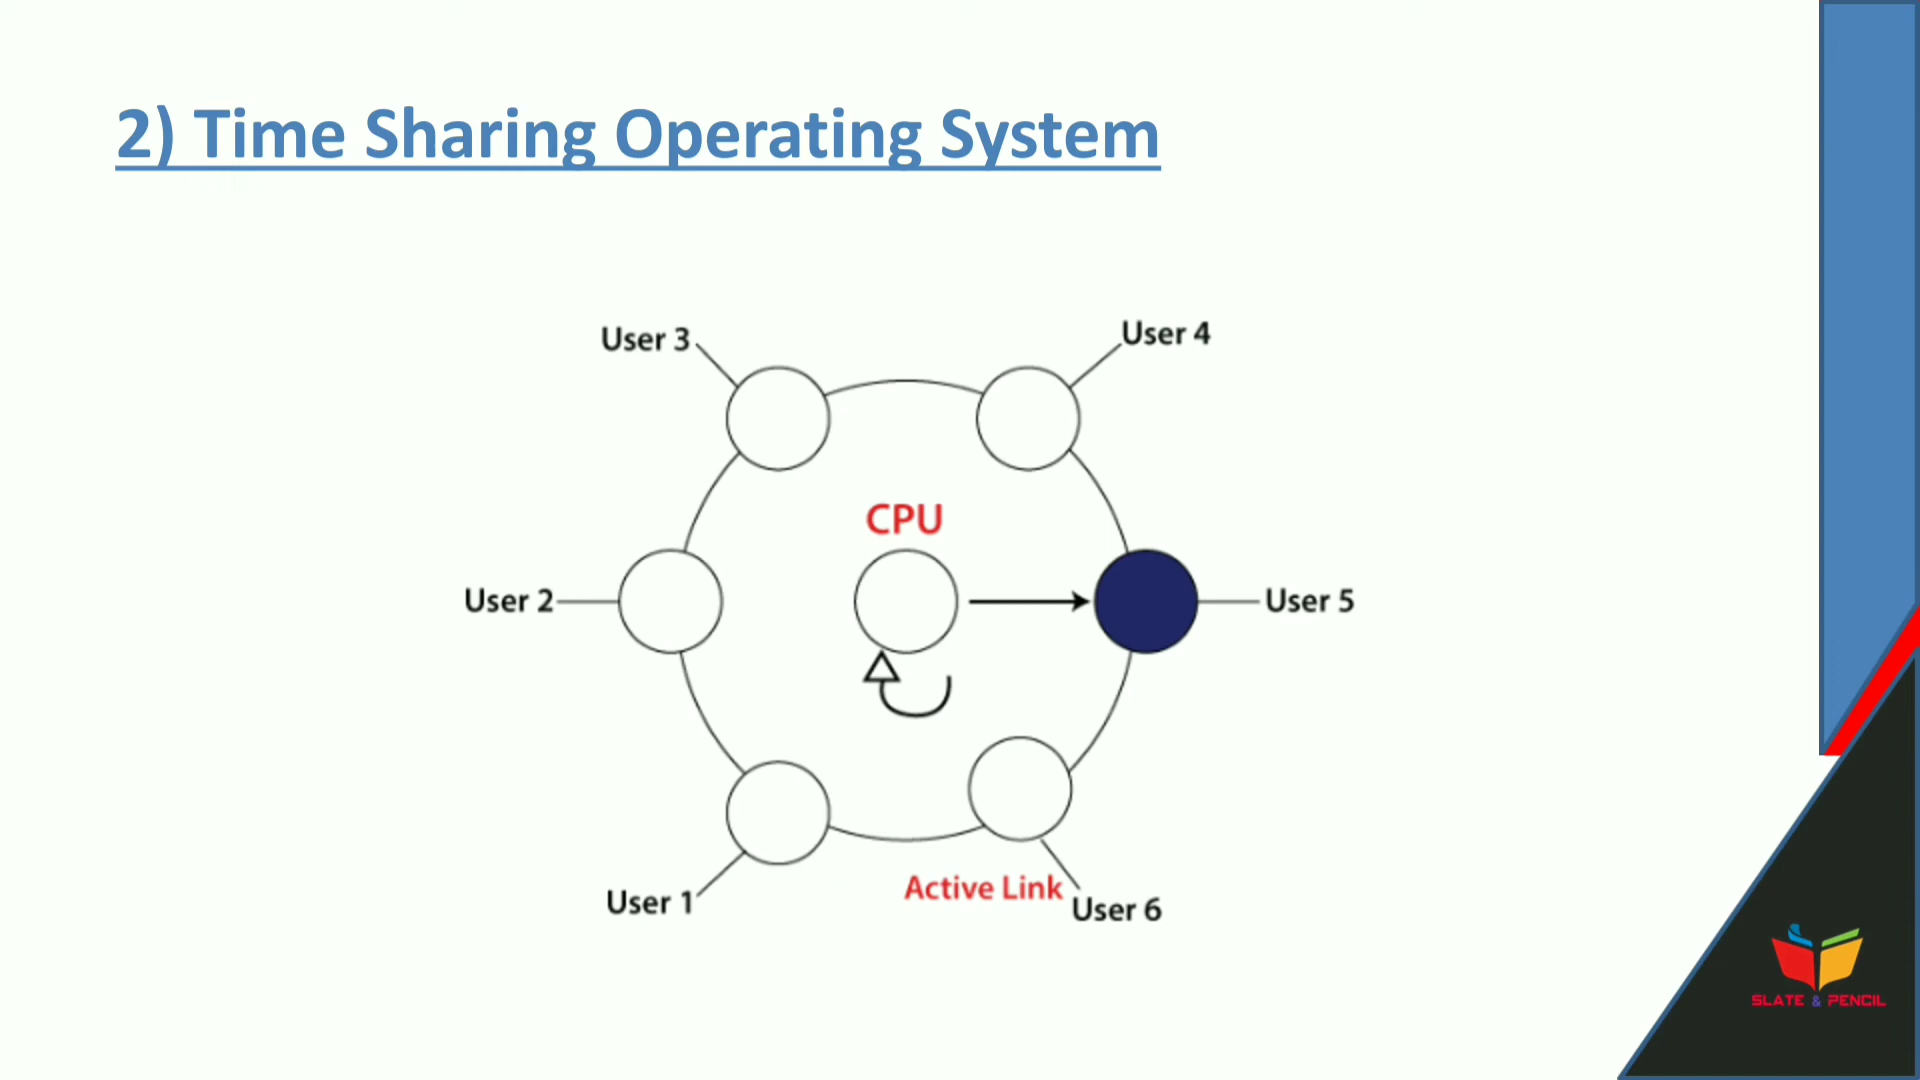 2) Time Sharing Operating System
User 3
User 4
CPU
User 2
User 5
Active Link
User 1
User 6
SLATE & PENCIL